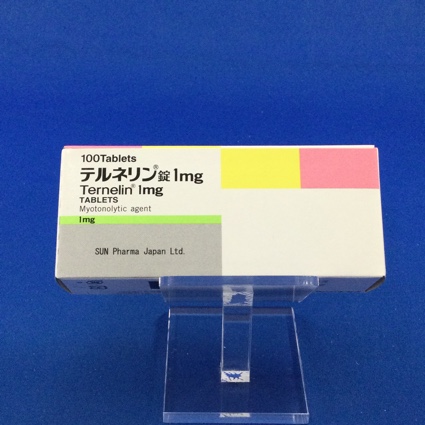 100Tablets
テルネリン®錠1mg
Ternelin® 1mg
TABLETS
Myotonolytic agent
1mg
SUN Pharma Japan Ltd.